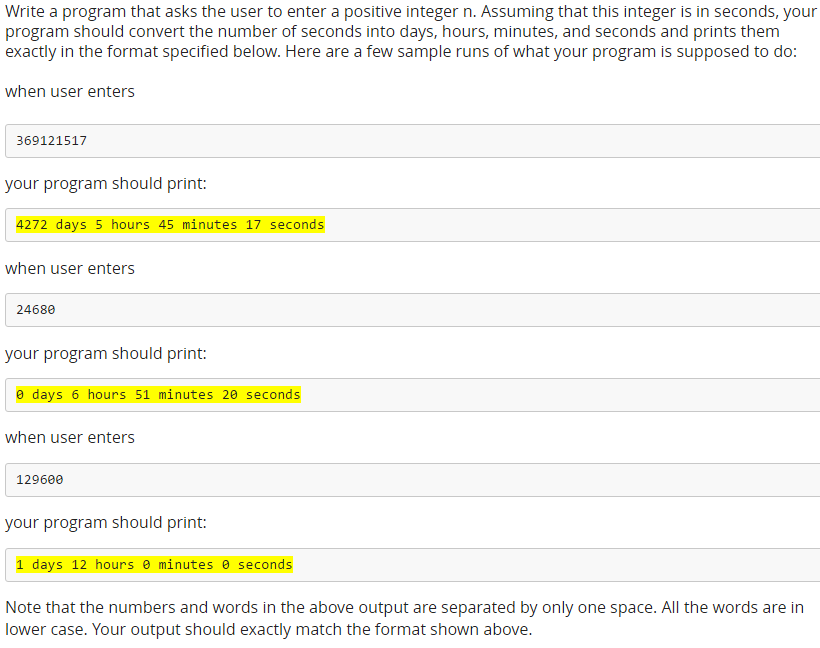 Write a program that asks the user to enter a positive integer n. Assuming that this integer is in seconds, your
program should convert the number of seconds into days, hours, minutes, and seconds and prints them
exactly in the format specified below. Here are a few sample runs of what your program is supposed to do:
when user enters
369121517
your program should print:
4272 days 5 hours 45 minutes 17 seconds
when user enters
24680
your program should print:
0 days 6 hours 51 minutes 20 seconds
when user enters
129600
your program should print:
1 days 12 hours 0 minutes 0 seconds
Note that the numbers and words in the above output are separated by only one space. All the words are in
lower case. Your output should exactly match the format shown above.